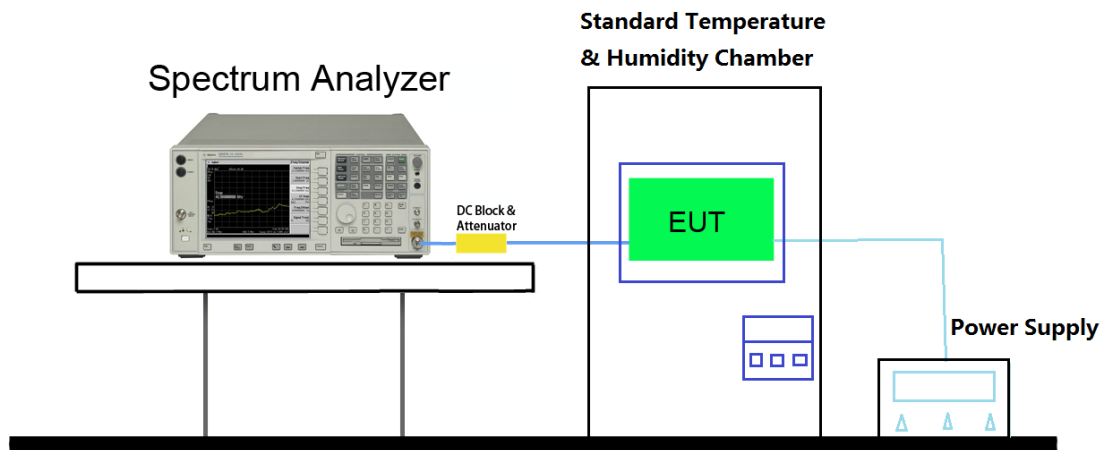 Standard Temperature
& Humidity Chamber
Spectrum Analyzer
DC Block &
Attenuator
EUT
Power Supply